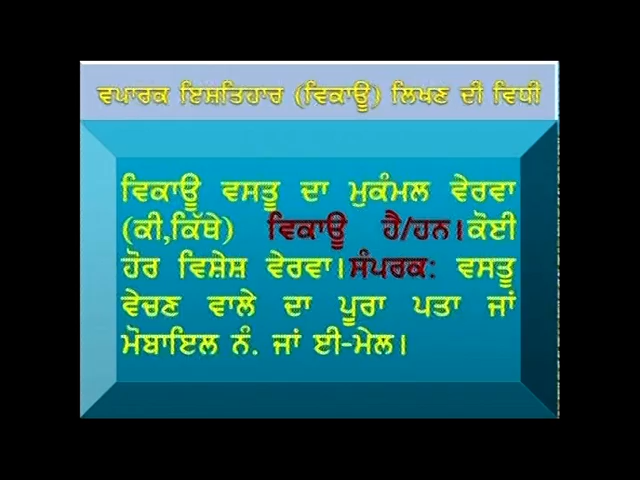 ਵਪਾਰਕ ਇਸ਼ਤਿਹਾਰ (ਵਿਕਾਊ) ਲਿਖਣ ਦੀ ਵਿਧੀ
ਵਿਕਾਊ ਵਸਤੂ ਦਾ ਮੁਕੰਮਲ ਵੇਰਵਾ
(ਕੀ,ਕਿੱਥੇ) ਵਿਕਾਊ ਹੈ/ਹਨ।ਕੋਈ
ਹੋਰ ਵਿਸ਼ੇਸ਼ ਵੇਰਵਾ।ਸੰਪਰਕ: ਵਸਤੂ
ਵੇਚਣ ਵਾਲੇ ਦਾ ਪੂਰਾ ਪਤਾ ਜਾਂ
ਮੋਬਾਇਲ ਨੰ. ਜਾਂ ਈ-ਮੇਲ।